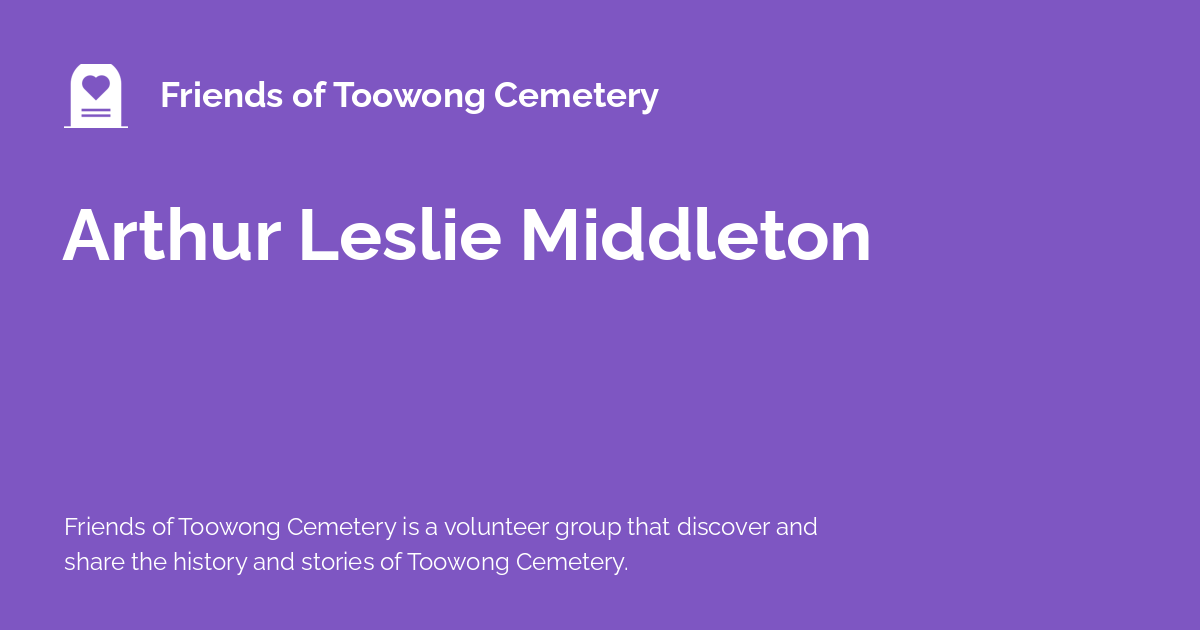 Friends of Toowong Cemetery
Arthur Leslie Middleton
Friends of Toowong Cemetery is a volunteer group that discover and
share the history and stories of Toowong Cemetery.